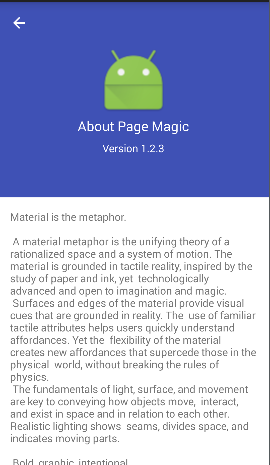 About Page Magic
Version 1.2.3
Material is the metaphor.
A material metaphor is the unifying theory of a
rationalized space and a system of motion. The
material is grounded in tactile reality, inspired by the
study of paper and ink, yet technologically
advanced and open to imagination and magic.
Surfaces and edges of the material provide visual
cues that are grounded in reality. The use of familiar
tactile attributes helps users quickly understand
affordances. Yet the flexibility of the material
creates new affordances that supercede those in the
physical world, without breaking the rules of
physics.
The fundamentals of light, surface, and movement
are key to conveying how objects move, interact,
and exist in space and in relation to each other.
Realistic lighting shows seams, divides space, and
indicates moving parts.
Bold, graphic, intentional